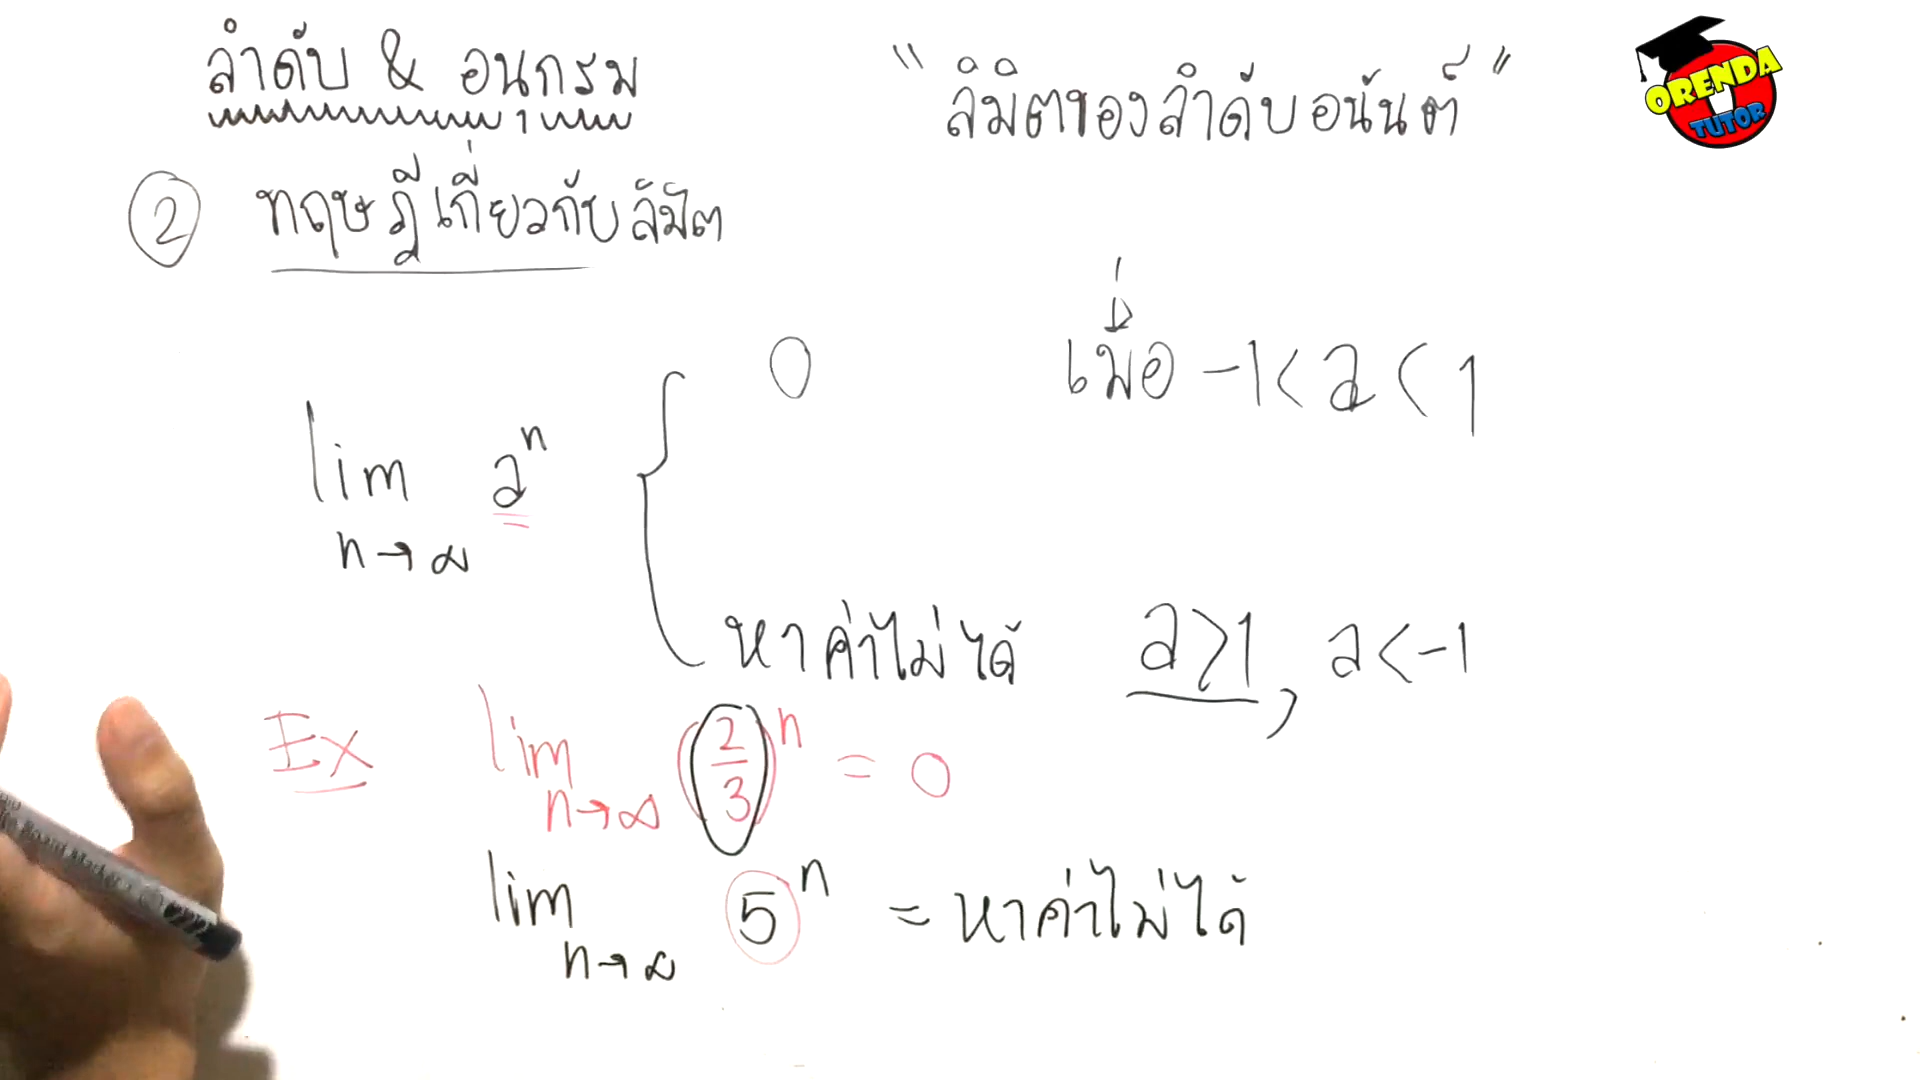 ลำดับ & อนุกรม
"ลิมิตของลำดับอนันต์"
ORENDA
TUTOR
② ทฤษฎีเกี่ยวกับลิมิต
lim aⁿ
n→∞
0 เมื่อ -1<a<1
หาค่าไม่ได้ a>1, a<-1
Ex lim (2/3)ⁿ = 0
n→∞
lim 5ⁿ = หาค่าไม่ได้
n→∞